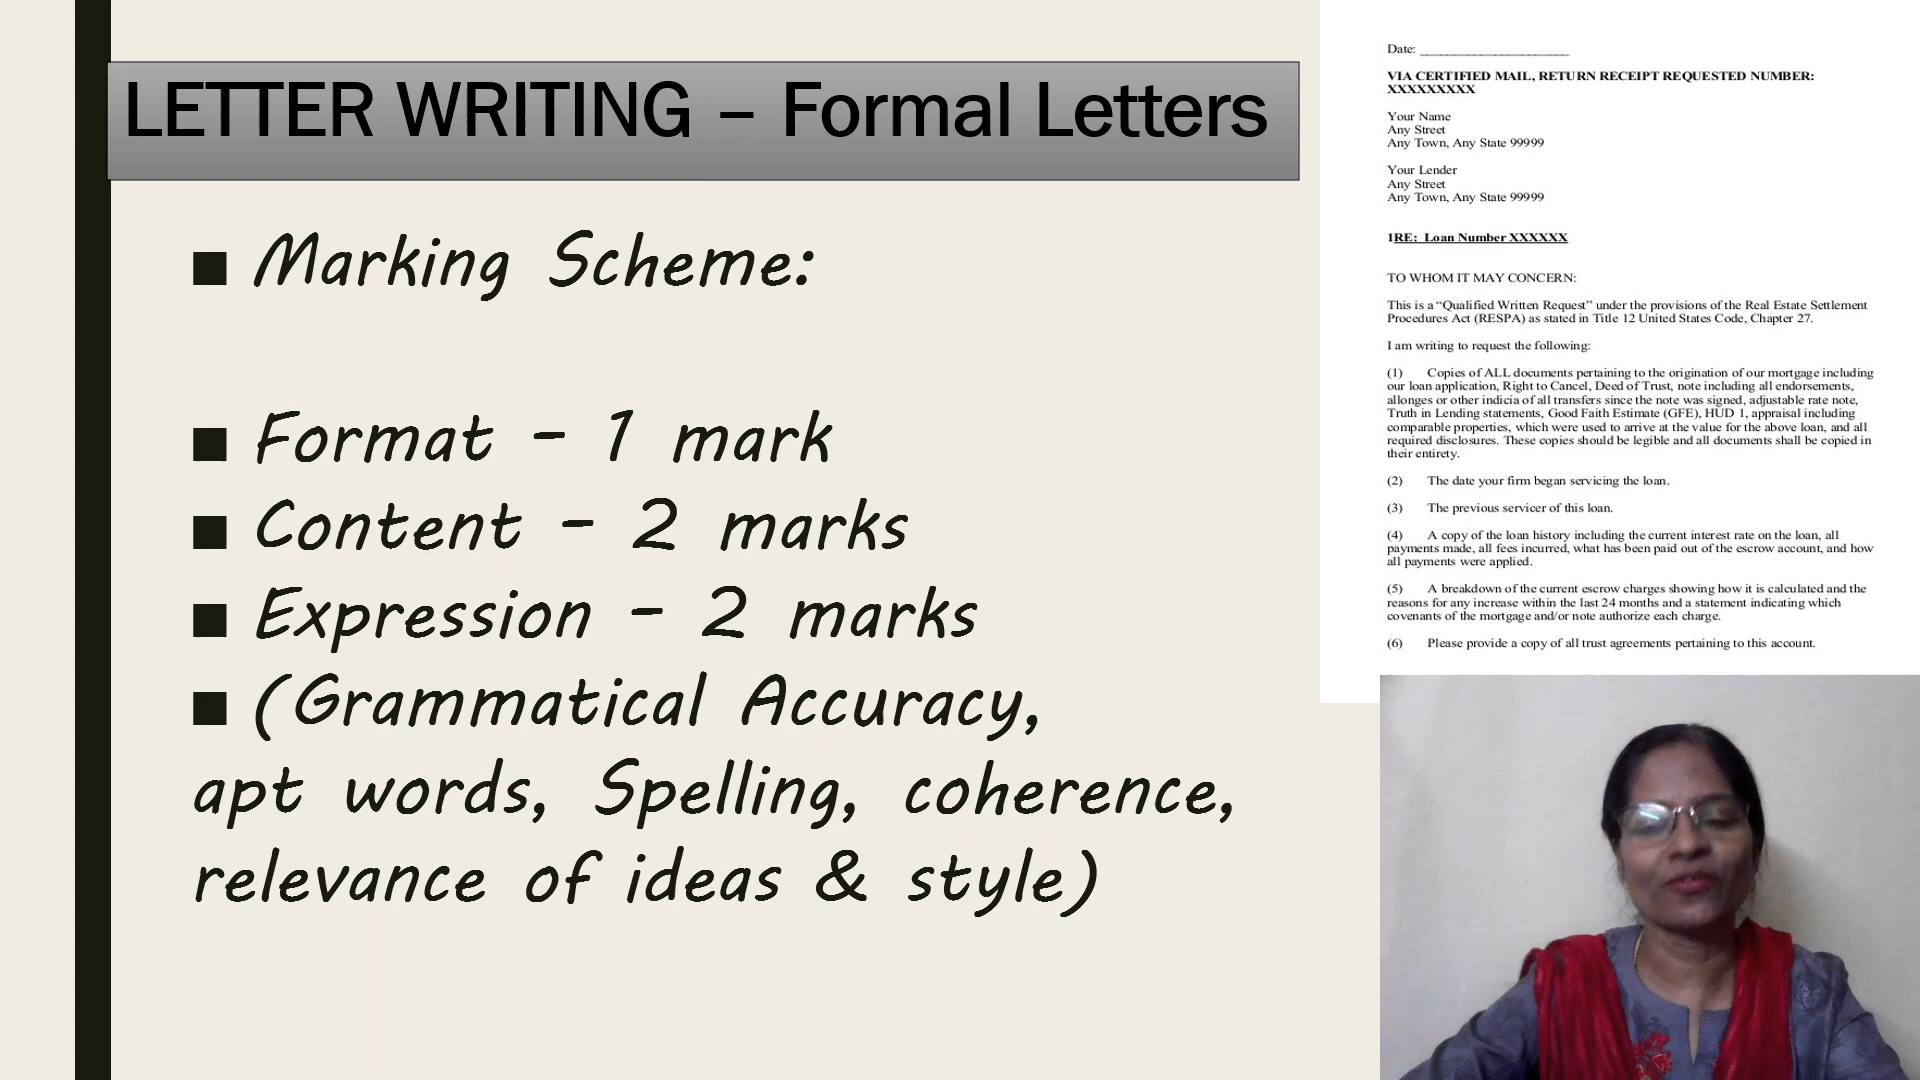 LETTER WRITING – Formal Letters
■ Marking Scheme:
■ Format – 1 mark
■ Content – 2 marks
■ Expression – 2 marks
■ (Grammatical Accuracy,
apt words, Spelling, coherence,
relevance of ideas & style)
Date: ______________________
VIA CERTIFIED MAIL, RETURN RECEIPT REQUESTED NUMBER:
XXXXXXXXX
Your Name
Any Street
Any Town, Any State 99999
Your Lender
Any Street
Any Town, Any State 99999
1RE: Loan Number XXXXXX
TO WHOM IT MAY CONCERN:
This is a “Qualified Written Request” under the provisions of the Real Estate Settlement
Procedures Act (RESPA) as stated in Title 12 United States Code, Chapter 27.
I am writing to request the following:
(1) Copies of ALL documents pertaining to the origination of our mortgage including
our loan application, Right to Cancel, Deed of Trust, note including all endorsements,
allonges or other indicia of all transfers since the note was signed, adjustable rate note,
Truth in Lending statements, Good Faith Estimate (GFE), HUD 1, appraisal including
comparable properties, which were used to arrive at the value for the above loan, and all
required disclosures. These copies should be legible and all documents shall be copied in
their entirety.
(2) The date your firm began servicing the loan.
(3) The previous servicer of this loan.
(4) A copy of the loan history including the current interest rate on the loan, all
payments made, all fees incurred, what has been paid out of the escrow account, and how
all payments were applied.
(5) A breakdown of the current escrow charges showing how it is calculated and the
reasons for any increase within the last 24 months and a statement indicating which
covenants of the mortgage and/or note authorize each charge.
(6) Please provide a copy of all trust agreements pertaining to this account.